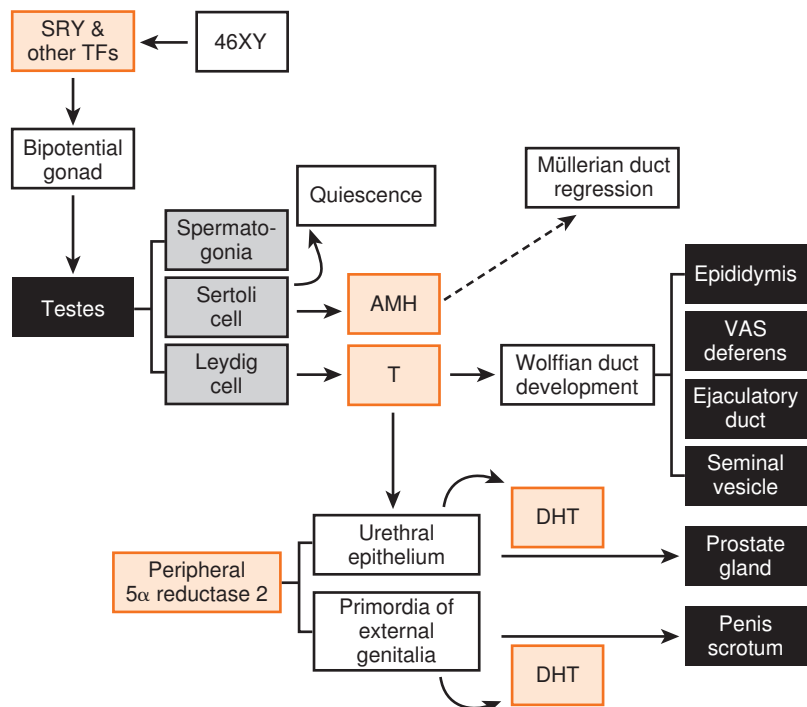 SRY &
other TFs
46XY
Bipotential
gonad
Quiescence
Müllerian duct
regression
Spermato-
gonia
Testes
Sertoli
cell
AMH
Epididymis
VAS
deferens
Leydig
cell
T
Wolffian duct
development
Ejaculatory
duct
Seminal
vesicle
DHT
Urethral
epithelium
Prostate
gland
Peripheral
5α reductase 2
Primordia of
external
genitalia
Penis
scrotum
DHT